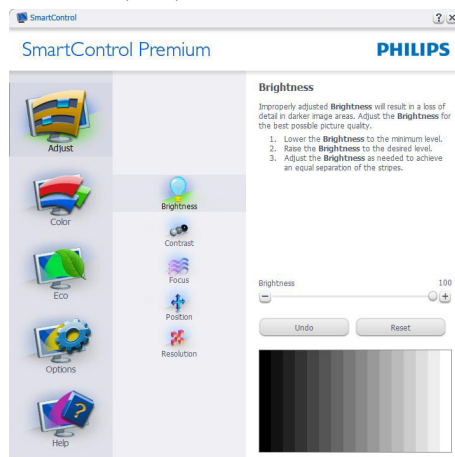 SmartControl
? ×
SmartControl Premium
PHILIPS
Adjust
Color
Eco
Options
Help
Brightness
Contrast
Focus
Position
Resolution
Brightness
Improperly adjusted Brightness will result in a loss of
detail in darker image areas. Adjust the Brightness for
the best possible picture quality.
1. Lower the Brightness to the minimum level.
2. Raise the Brightness to the desired level.
3. Adjust the Brightness as needed to achieve
an equal separation of the stripes.
Brightness 100
Undo Reset